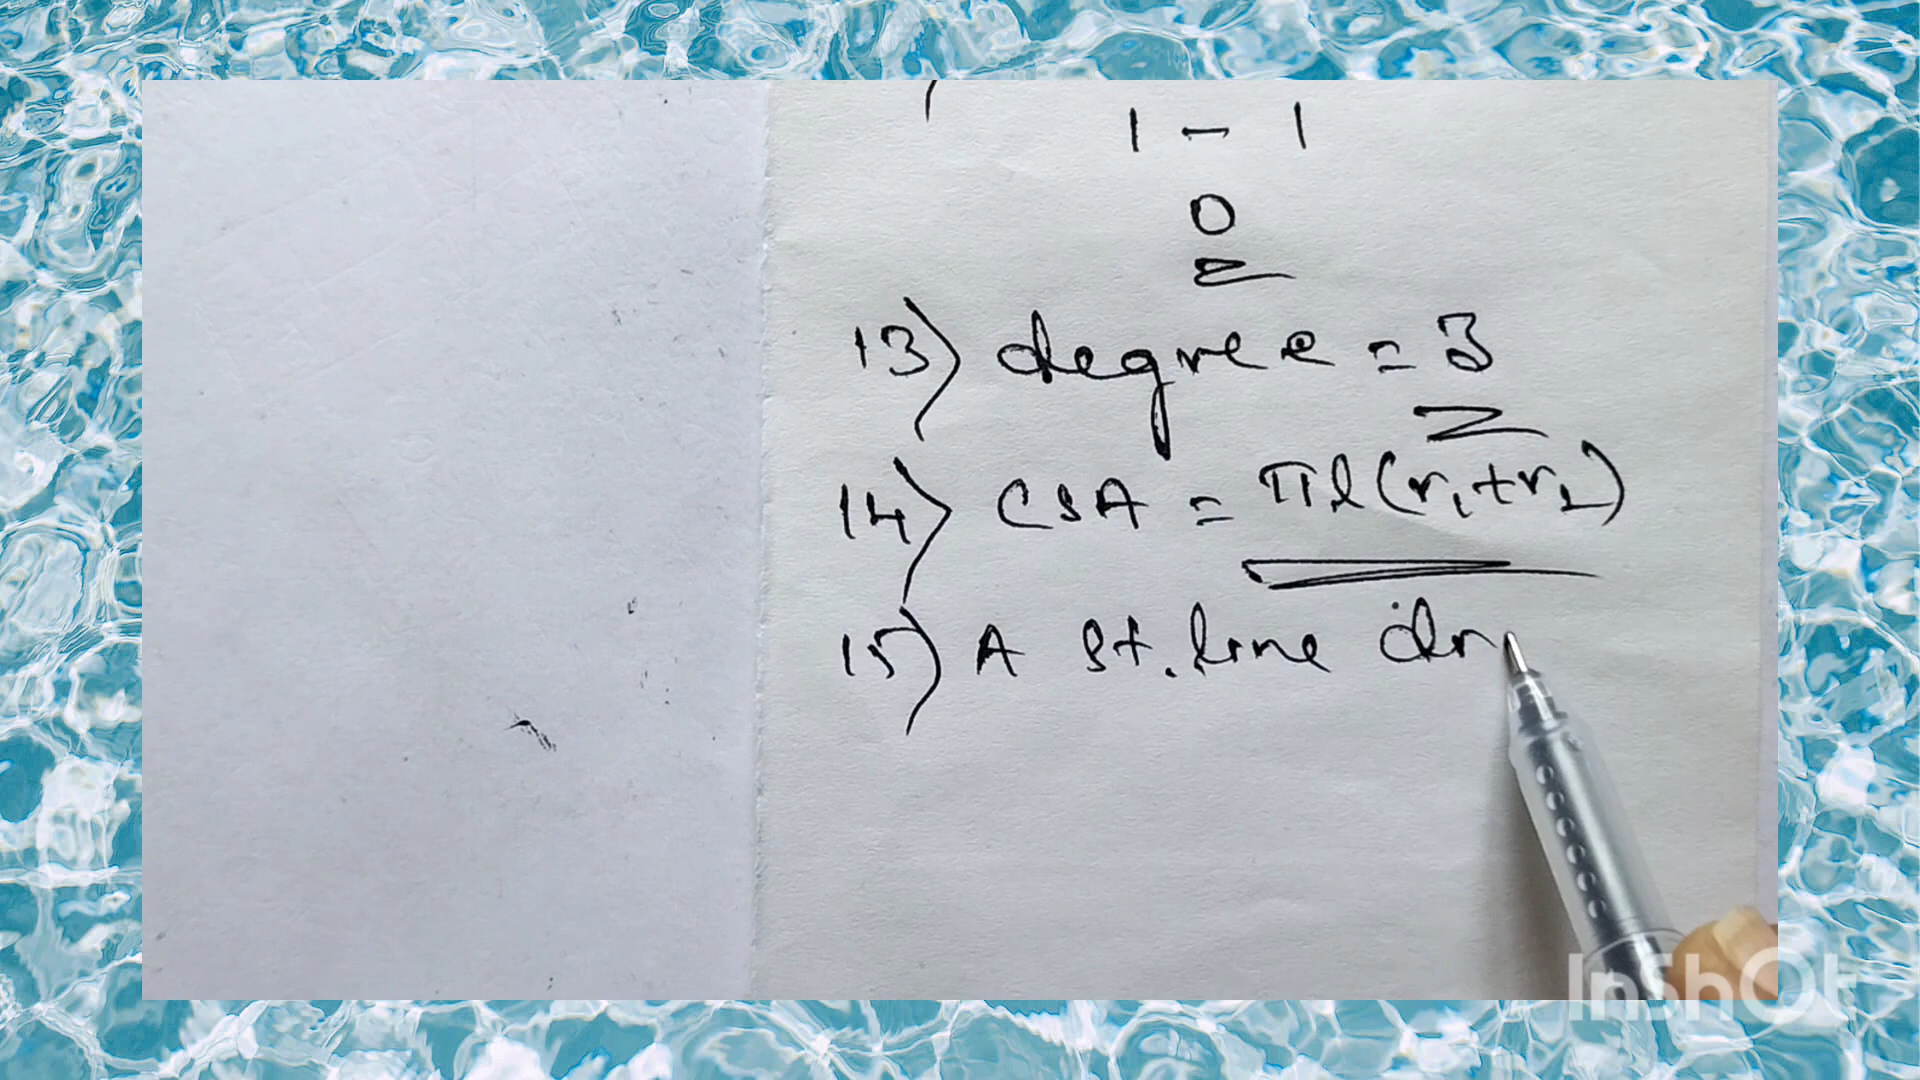 1 - 1
0
13) degree = 3
14) CSA = πl(r₁+r₂)
15) A st. line dr
InShOt